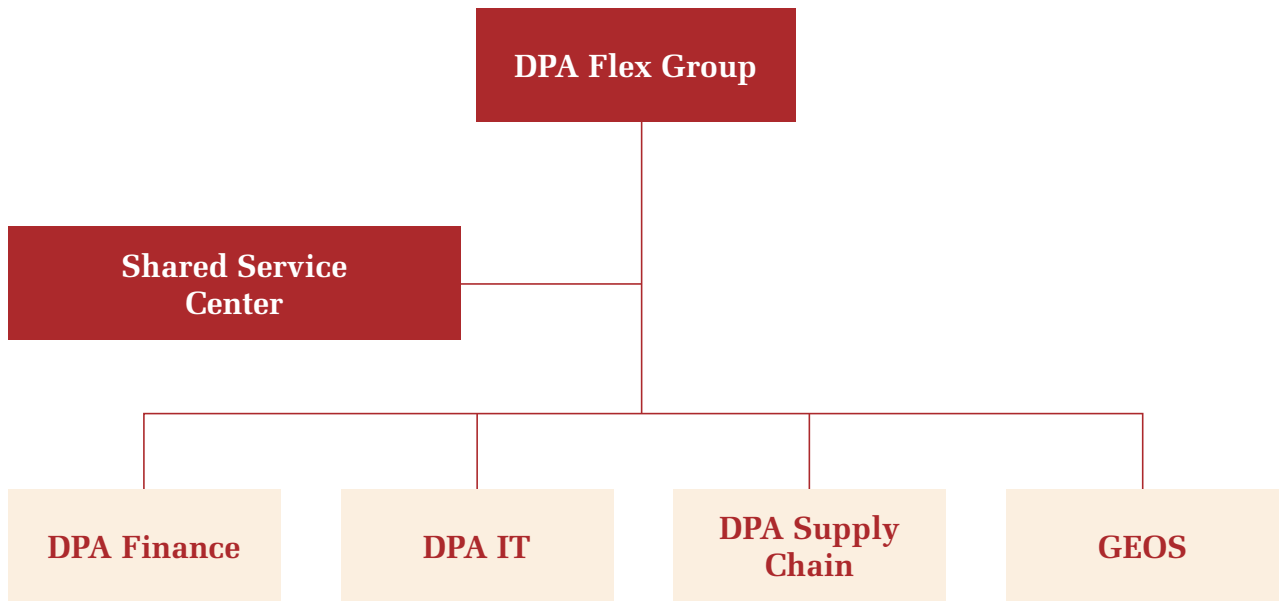 DPA Flex Group
Shared Service
Center
DPA Finance
DPA IT
DPA Supply
Chain
GEOS